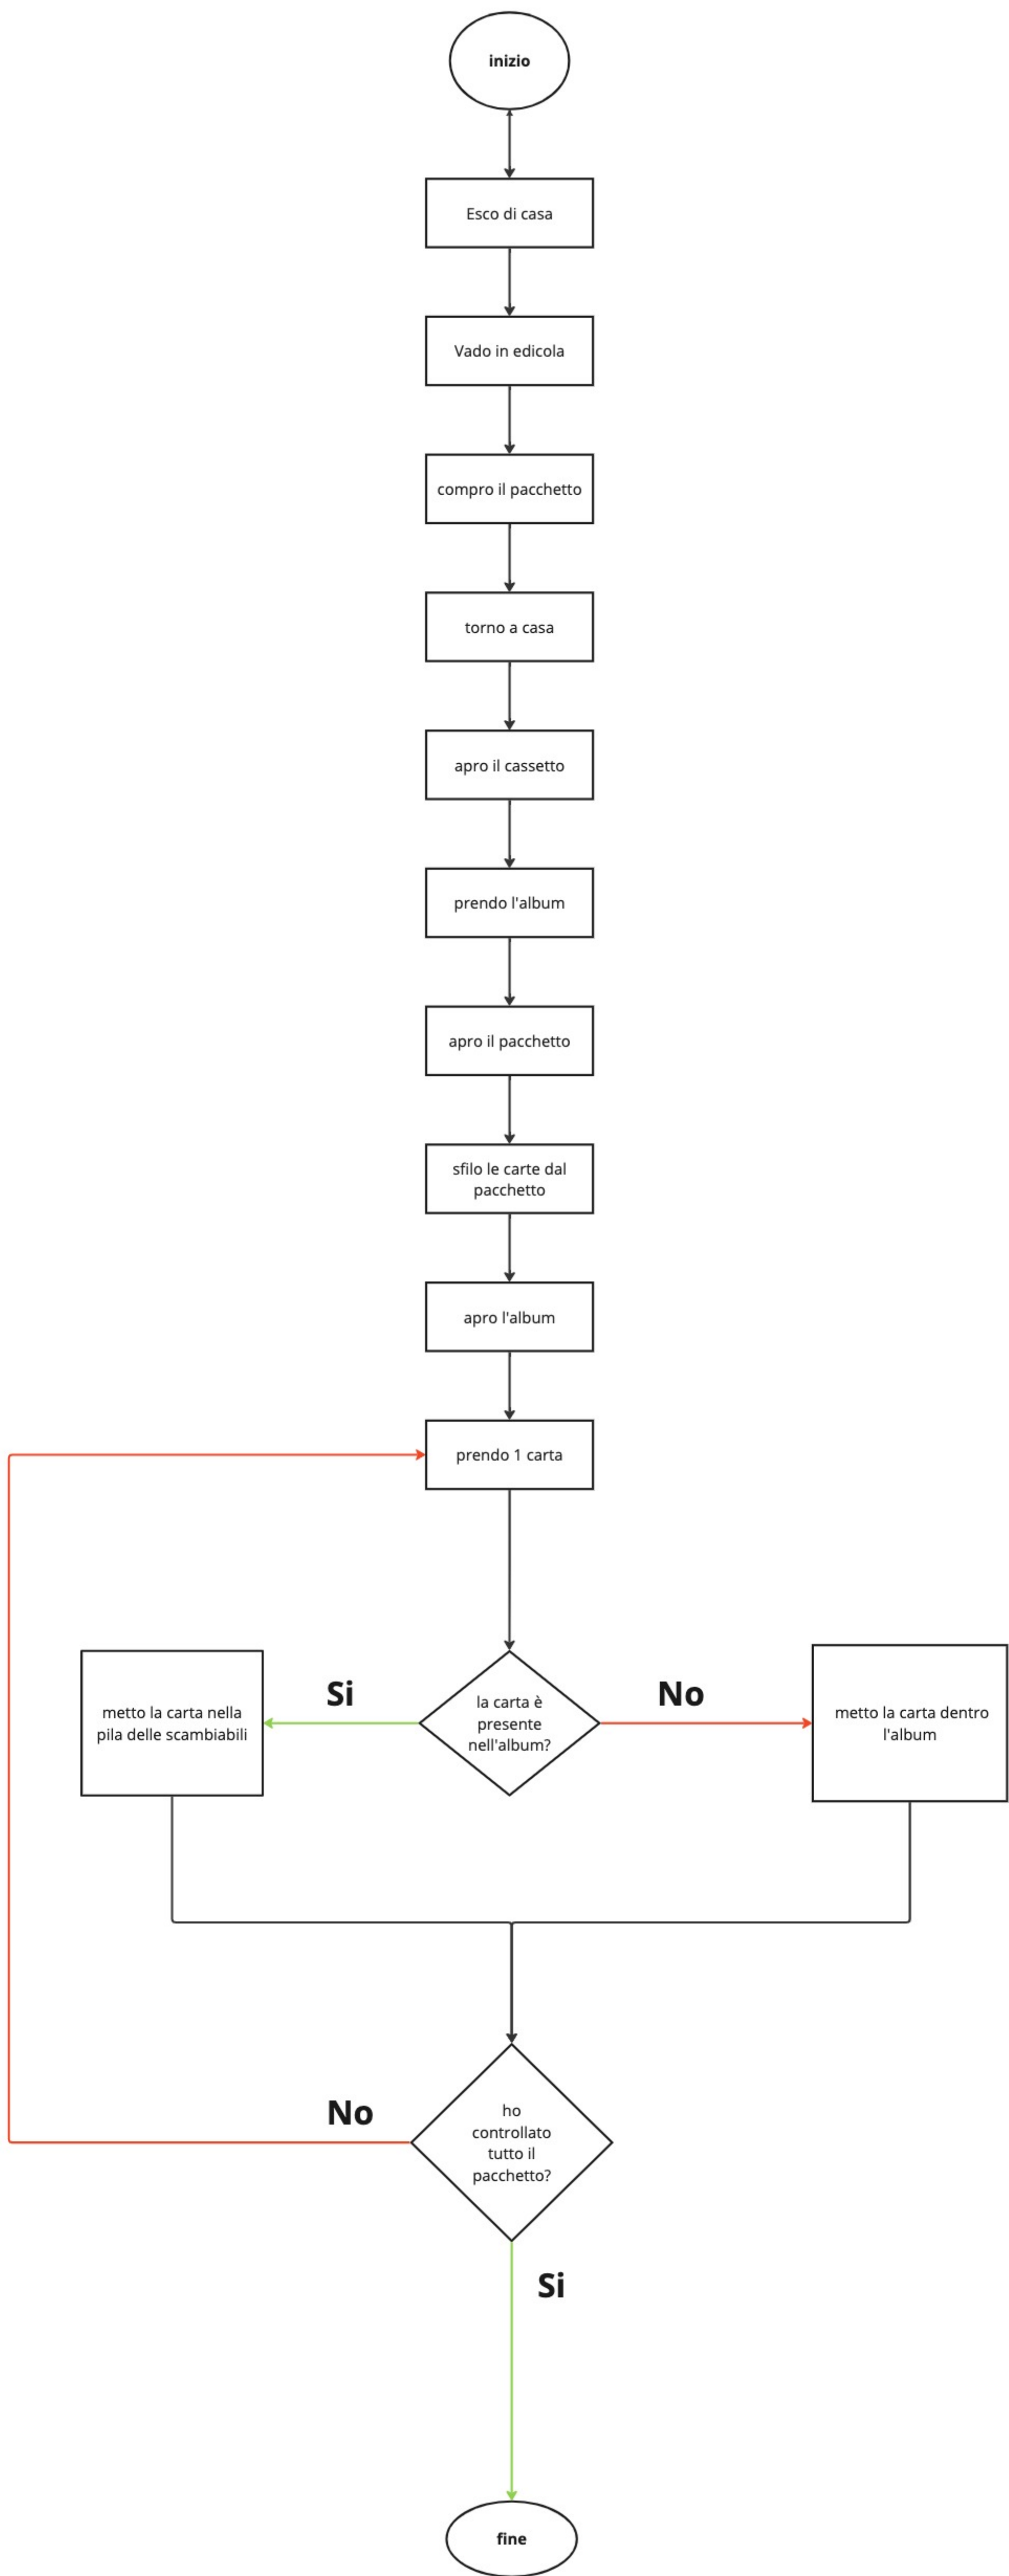 inizio
Esco di casa
Vado in edicola
compro il pacchetto
torno a casa
apro il cassetto
prendo l'album
apro il pacchetto
sfilo le carte dal
pacchetto
apro l'album
prendo 1 carta
metto la carta nella
pila delle scambiabili
Si
la carta è
presente
nell'album?
No
metto la carta dentro
l'album
No
ho
controllato
tutto il
pacchetto?
Si
fine